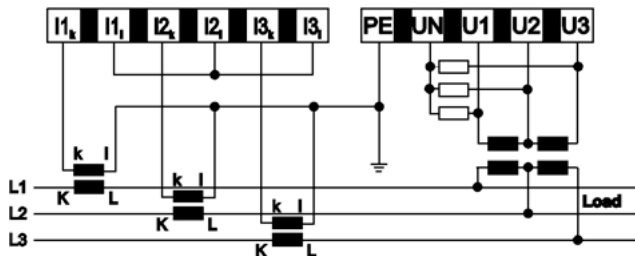 I1k I1l I2k I2l I3k I3l PE UN U1 U2 U3
k l
K L
k l
K L
k l
K L
L1
L2
L3
Load